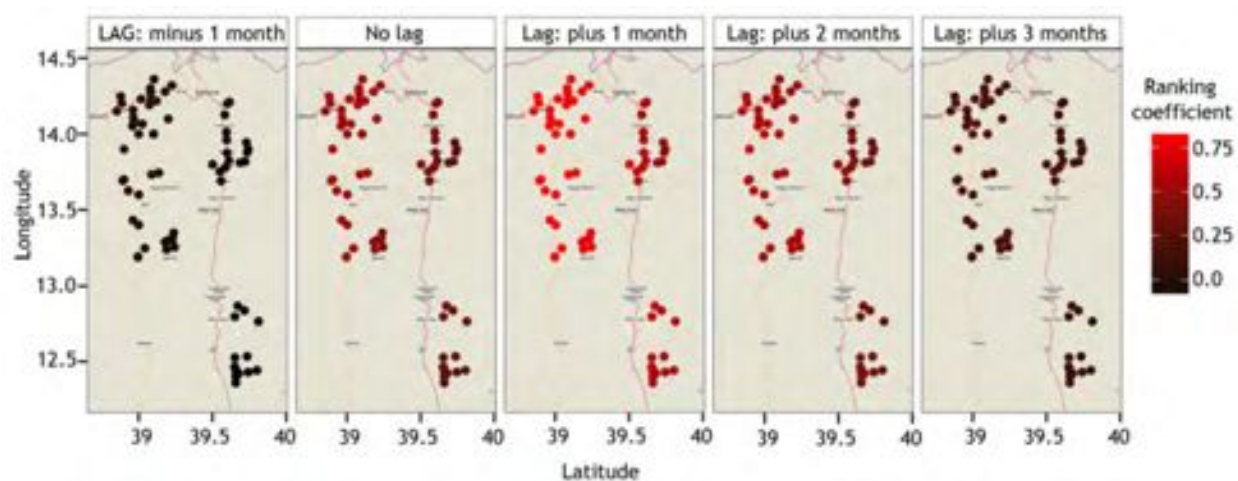 LAG: minus 1 month
No lag
Lag: plus 1 month
Lag: plus 2 months
Lag: plus 3 months
14.5
14.0
13.5
13.0
12.5
Longitude
39 39.5 40
39 39.5 40
39 39.5 40
39 39.5 40
39 39.5 40
Latitude
Ranking
coefficient
0.75
0.5
0.25
0.0